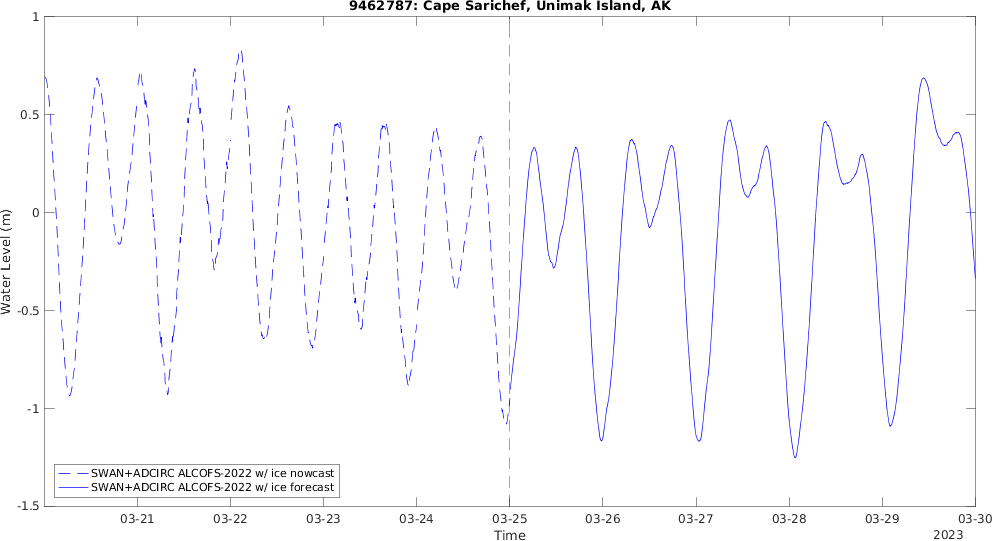 9462787: Cape Sarichef, Unimak Island, AK
1
0.5
0
-0.5
-1
-1.5
Water Level (m)
SWAN+ADCIRC ALCOFS-2022 w/ ice nowcast
SWAN+ADCIRC ALCOFS-2022 w/ ice forecast
03-21 03-22 03-23 03-24 03-25 03-26 03-27 03-28 03-29 03-30
Time
2023